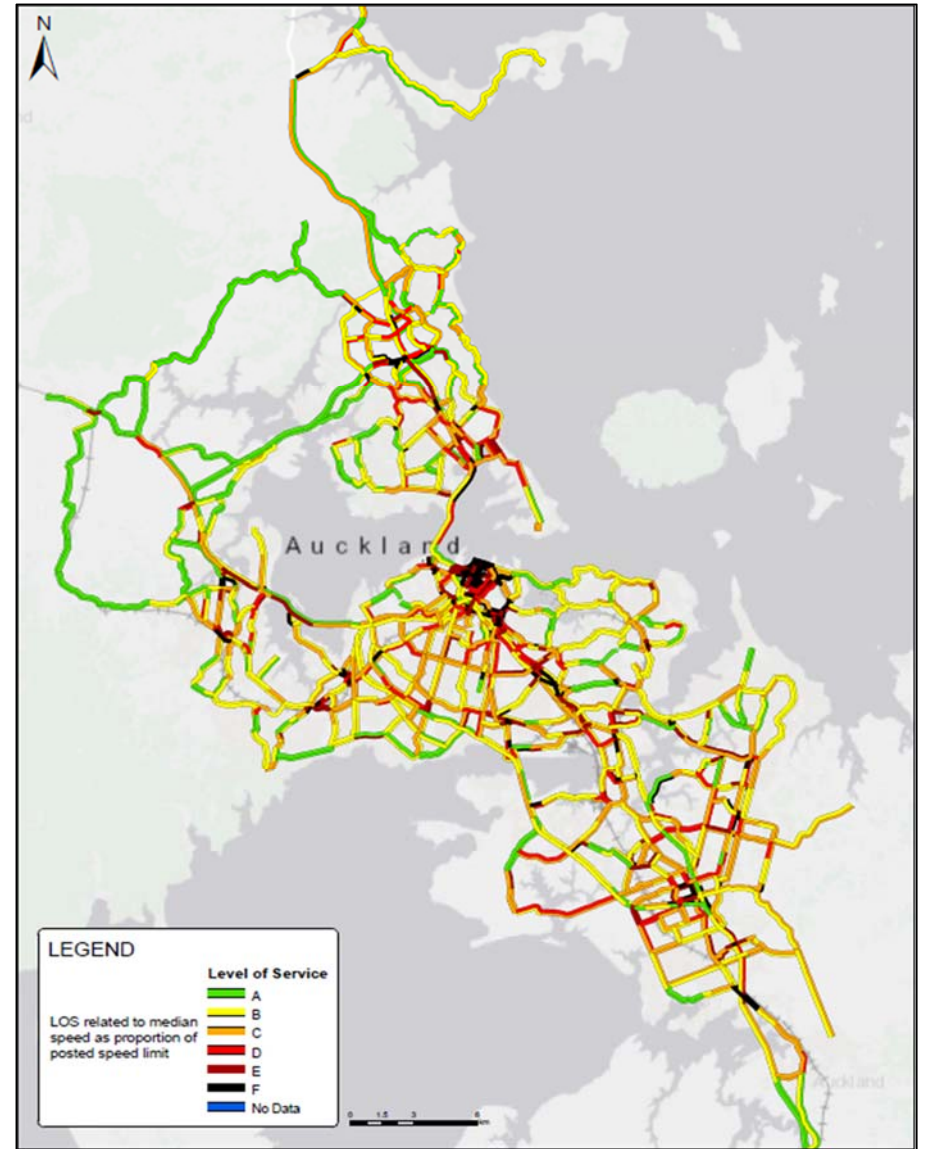 N
Auckland
LEGEND
Level of Service
A
B
LOS related to median
speed as proportion of
posted speed limit
C
D
E
F
No Data
Auckland
0 1.5 3 6
km